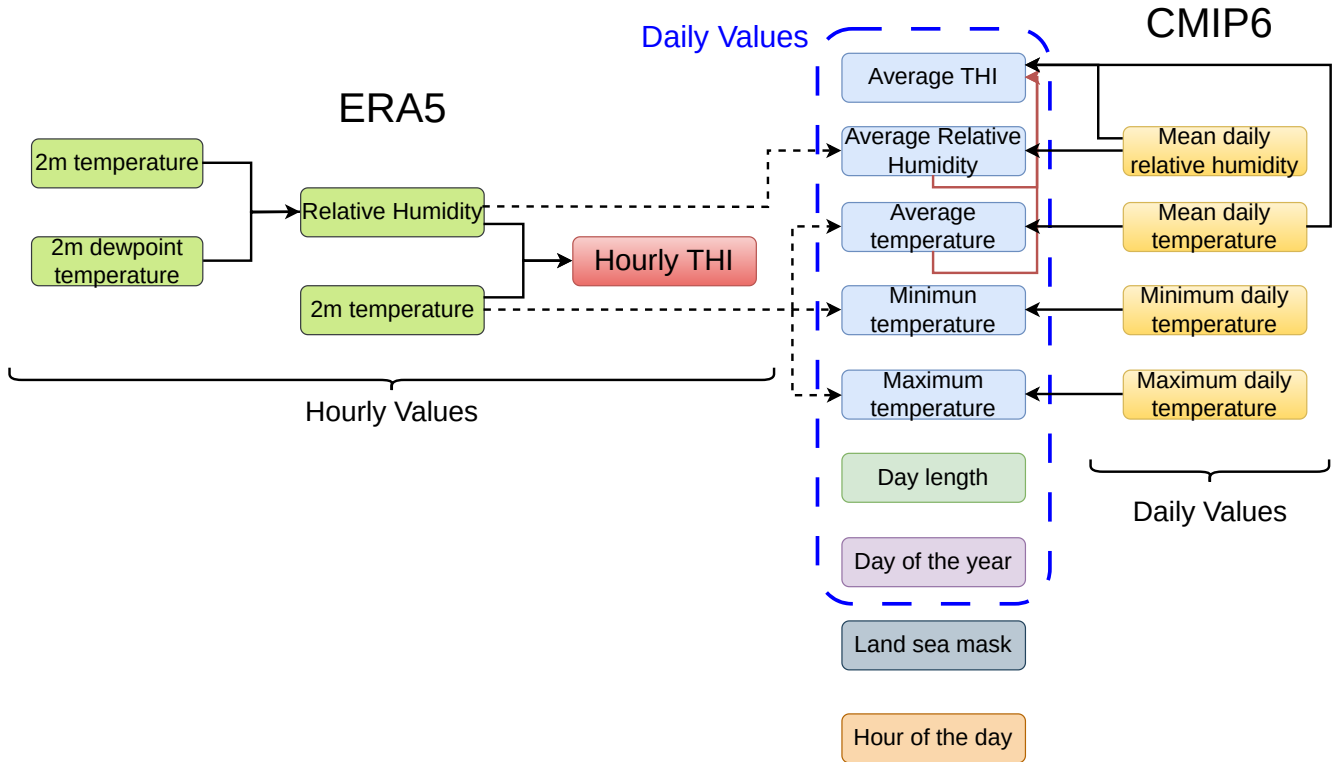 CMIP6
Daily Values
ERA5
2m temperature
2m dewpoint
temperature
Relative Humidity
2m temperature
Hourly THI
Hourly Values
Average THI
Average Relative
Humidity
Average
temperature
Minimun
temperature
Maximum
temperature
Day length
Day of the year
Land sea mask
Hour of the day
Mean daily
relative humidity
Mean daily
temperature
Minimum daily
temperature
Maximum daily
temperature
Daily Values